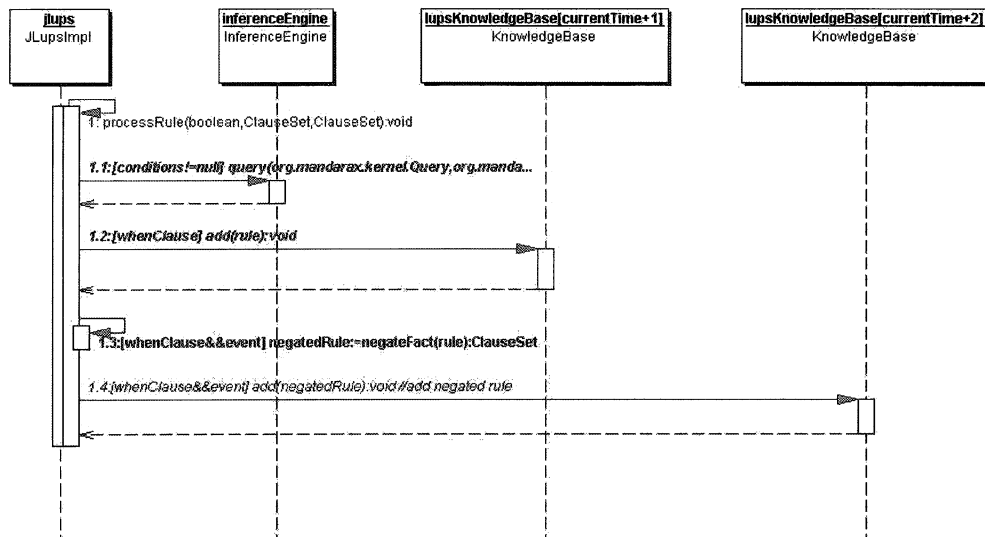 jlups
JLupsImpl
inferenceEngine
InferenceEngine
lupsKnowledgeBase[currentTime+1]
KnowledgeBase
lupsKnowledgeBase[currentTime+2]
KnowledgeBase
1: processRule(boolean,ClauseSet,ClauseSet):void
1.1:[conditions!=null] query(org.mandarax.kernel.Query,org.manda...
1.2:[whenClause] add(rule):void
1.3:[whenClause&&event] negatedRule:=negateFact(rule):ClauseSet
1.4:[whenClause&&event] add(negatedRule):void //add negated rule